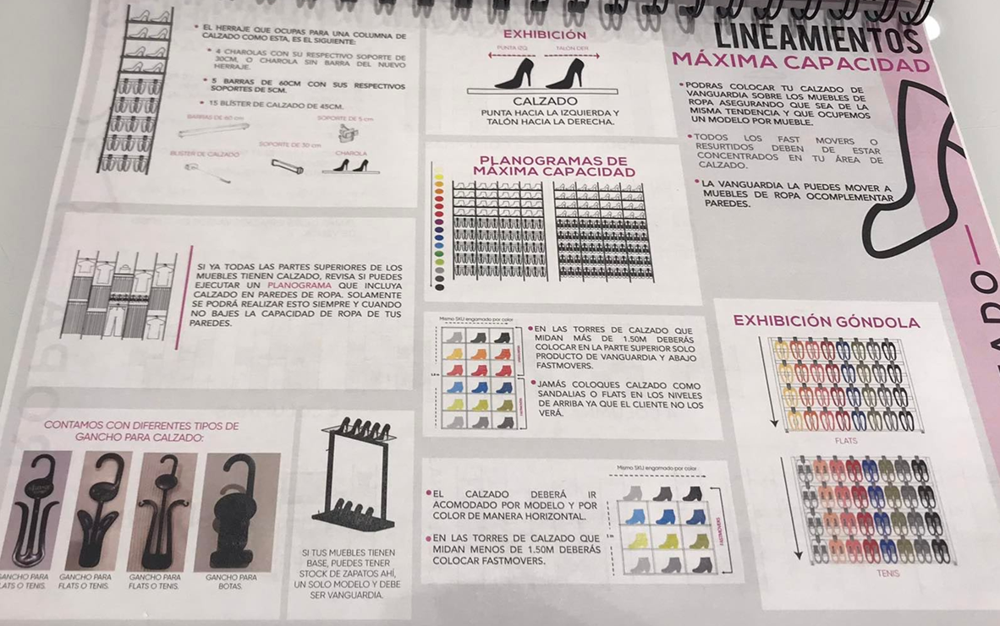 • EL HERRAJE QUE OCUPAS PARA UNA COLUMNA DE
CALZADO COMO ESTA, ES EL SIGUIENTE:
• 4 CHAROLAS CON SU RESPECTIVO SOPORTE DE
30CM, O CHAROLA SIN BARRA DEL NUEVO
HERRAJE.
• 5 BARRAS DE 60CM CON SUS RESPECTIVOS
SOPORTES DE 5CM.
• 15 BLÍSTER DE CALZADO DE 45CM.
BARRAS DE 60 cm
SOPORTE DE 5 cm
BLISTER DE CALZADO
SOPORTE DE 30 cm
CHAROLA
SI YA TODAS LAS PARTES SUPERIORES DE LOS
MUEBLES TIENEN CALZADO, REVISA SI PUEDES
EJECUTAR UN PLANOGRAMA QUE INCLUYA
CALZADO EN PAREDES DE ROPA. SOLAMENTE
SE PODRÁ REALIZAR ESTO SIEMPRE Y CUANDO
NO BAJES LA CAPACIDAD DE ROPA DE TUS
PAREDES.
CONTAMOS CON DIFERENTES TIPOS DE
GANCHO PARA CALZADO:
GANCHO PARA
FLATS O TENIS.
GANCHO PARA
FLATS O TENIS.
GANCHO PARA
FLATS O TENIS.
GANCHO PARA
BOTAS.
SI TUS MUEBLES TIENEN
BASE, PUEDES TENER
STOCK DE ZAPATOS AHÍ,
UN SOLO MODELO Y DEBE
SER VANGUARDIA.
EXHIBICIÓN
PUNTA IZQ.
TALÓN DER.
CALZADO
PUNTA HACIA LA IZQUIERDA Y
TALÓN HACIA LA DERECHA.
PLANOGRAMAS DE
MÁXIMA CAPACIDAD
Mismo SKU engamado por color
FASTMOVERS
• EN LAS TORRES DE CALZADO QUE
MIDAN MÁS DE 1.50M DEBERÁS
COLOCAR EN LA PARTE SUPERIOR SOLO
PRODUCTO DE VANGUARDIA Y ABAJO
FASTMOVERS.
• JAMÁS COLOQUES CALZADO COMO
SANDALIAS O FLATS EN LOS NIVELES
DE ARRIBA YA QUE EL CLIENTE NO LOS
VERÁ.
• EL CALZADO DEBERÁ IR
ACOMODADO POR MODELO Y POR
COLOR DE MANERA HORIZONTAL.
• EN LAS TORRES DE CALZADO QUE
MIDAN MENOS DE 1.50M DEBERÁS
COLOCAR FASTMOVERS.
Mismo SKU engamado por color
1 m
FASTMOVERS
LINEAMIENTOS
MÁXIMA CAPACIDAD
• PODRAS COLOCAR TU CALZADO DE
VANGUARDIA SOBRE LOS MUEBLES DE
ROPA ASEGURANDO QUE SEA DE LA
MISMA TENDENCIA Y QUE OCUPEMOS
UN MODELO POR MUEBLE.
• TODOS LOS FAST MOVERS O
RESURTIDOS DEBEN DE ESTAR
CONCENTRADOS EN TU ÁREA DE
CALZADO.
• LA VANGUARDIA LA PUEDES MOVER A
MUEBLES DE ROPA OCOMPLEMENTAR
PAREDES.
EXHIBICIÓN GÓNDOLA
FLATS
TENIS
ADO